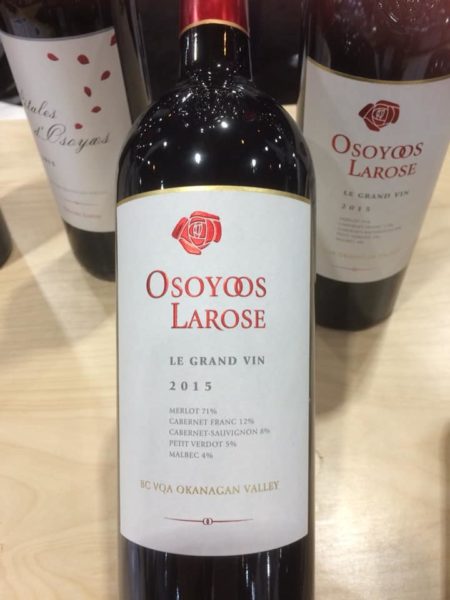 OSOYOOS
LAROSE
LE GRAND VIN
2015
MERLOT 71%
CABERNET FRANC 12%
CABERNET-SAUVIGNON 8%
PETIT VERDOT 5%
MALBEC 4%
BC VQA OKANAGAN VALLEY
d'Osoyoos
OSOYOOS
LAROSE
LE GRAND VIN
2015